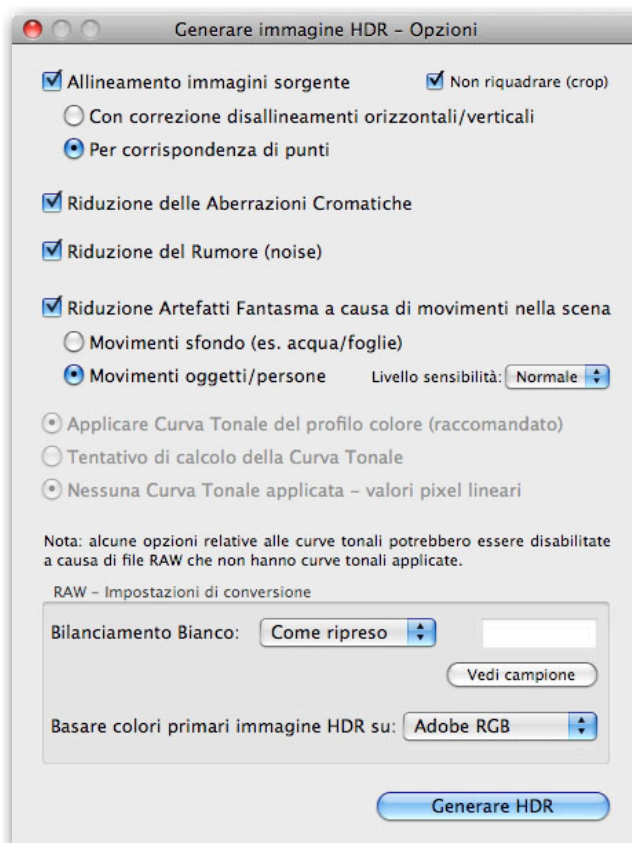 Generare immagine HDR – Opzioni
Allineamento immagini sorgente
Non riquadrare (crop)
Con correzione disallineamenti orizzontali/verticali
Per corrispondenza di punti
Riduzione delle Aberrazioni Cromatiche
Riduzione del Rumore (noise)
Riduzione Artefatti Fantasma a causa di movimenti nella scena
Movimenti sfondo (es. acqua/foglie)
Movimenti oggetti/persone
Livello sensibilità: Normale
Applicare Curva Tonale del profilo colore (raccomandato)
Tentativo di calcolo della Curva Tonale
Nessuna Curva Tonale applicata – valori pixel lineari
Nota: alcune opzioni relative alle curve tonali potrebbero essere disabilitate
a causa di file RAW che non hanno curve tonali applicate.
RAW – Impostazioni di conversione
Bilanciamento Bianco: Come ripreso
Vedi campione
Basare colori primari immagine HDR su: Adobe RGB
Generare HDR